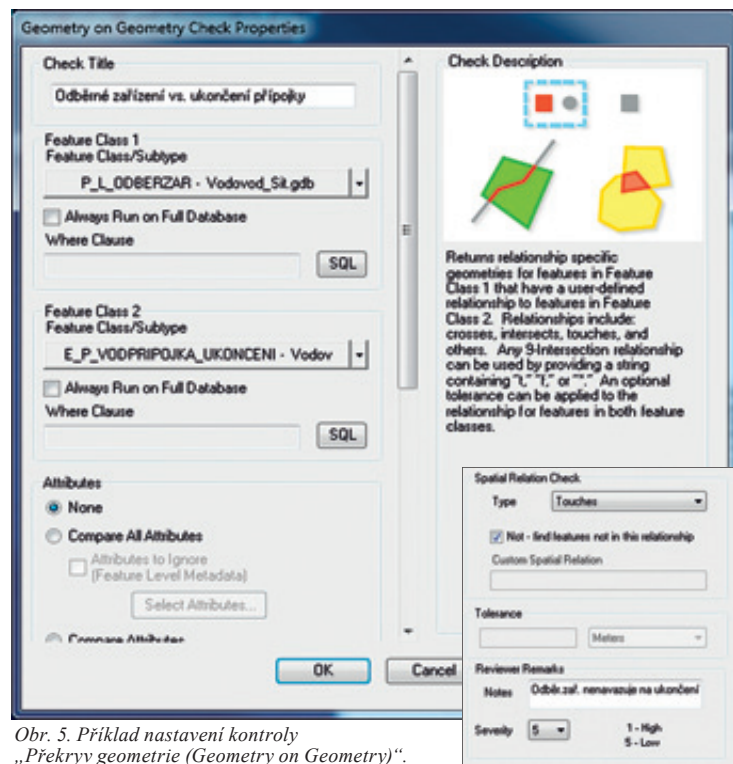 Geometry on Geometry Check Properties
Check Title
Odběrné zařízení vs. ukončení přípojky
Feature Class 1
Feature Class/Subtype
P_L_ODBERZAR - Vodovod_Sit.gdb
Always Run on Full Database
Where Clause
SQL
Feature Class 2
Feature Class/Subtype
E_P_VODPRIPOJKA_UKONCENI - Vodov
Always Run on Full Database
Where Clause
SQL
Attributes
None
Compare All Attributes
Attributes to Ignore
(Feature Level Metadata)
Select Attributes...
Compare Attributes
OK
Cancel
Check Description
Returns relationship specific
geometries for features in Feature
Class 1 that have a user-defined
relationship to features in Feature
Class 2. Relationships include:
crosses, intersects, touches, and
others. Any 9-Intersection relationship
can be used by providing a string
containing "t," "f," or "*." An optional
tolerance can be applied to the
relationship for features in both feature
classes.
Spatial Relation Check
Type
Touches
Not - find features not in this relationship
Custom Spatial Relation
Tolerance
Meters
Reviewer Remarks
Notes
Odběr.zař. nenavazuje na ukončení
Severity
5
1 - High
5 - Low
Obr. 5. Příklad nastavení kontroly
„Překryv geometrie (Geometry on Geometry)“.